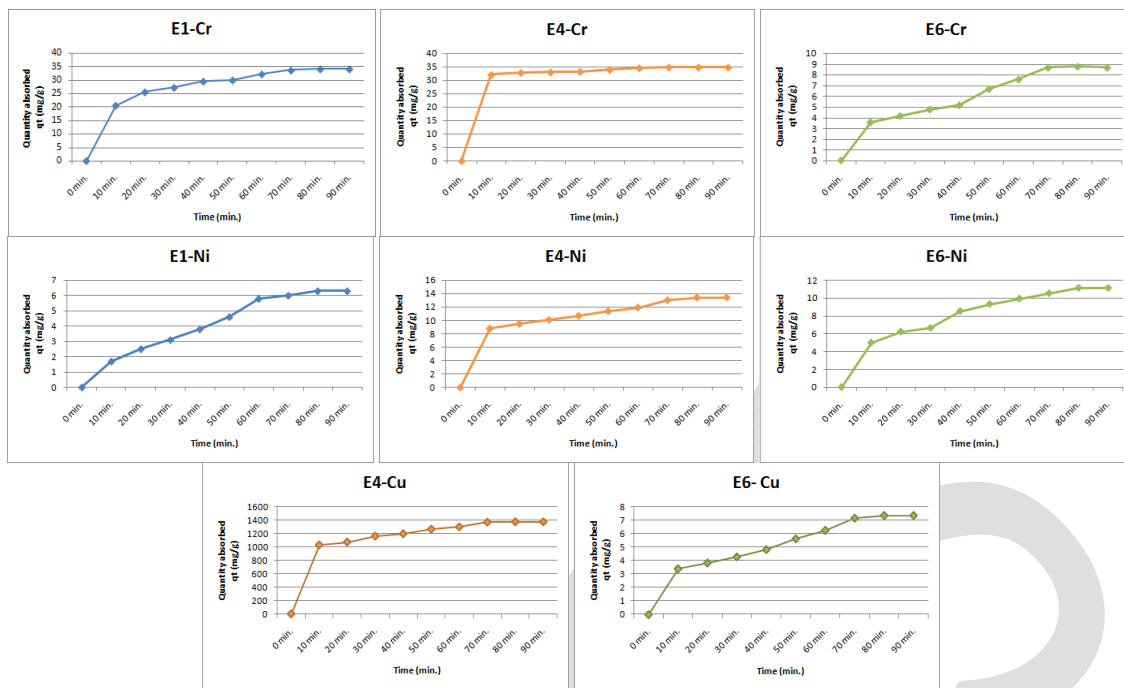 E1-Cr
Quantity absorbed
qt (mg/g)
40
35
30
25
20
15
10
5
0
0 min.
10 min.
20 min.
30 min.
40 min.
50 min.
60 min.
70 min.
80 min.
90 min.
Time (min.)
E4-Cr
Quantity absorbed
qt (mg/g)
40
35
30
25
20
15
10
5
0
0 min.
10 min.
20 min.
30 min.
40 min.
50 min.
60 min.
70 min.
80 min.
90 min.
Time (min.)
E6-Cr
Quantity absorbed
qt (mg/g)
10
9
8
7
6
5
4
3
2
1
0
0 min.
10 min.
20 min.
30 min.
40 min.
50 min.
60 min.
70 min.
80 min.
90 min.
Time (min.)
E1-Ni
Quantity absorbed
qt (mg/g)
7
6
5
4
3
2
1
0
0 min.
10 min.
20 min.
30 min.
40 min.
50 min.
60 min.
70 min.
80 min.
90 min.
Time (min.)
E4-Ni
Quantity absorbed
qt (mg/g)
16
14
12
10
8
6
4
2
0
0 min.
10 min.
20 min.
30 min.
40 min.
50 min.
60 min.
70 min.
80 min.
90 min.
Time (min.)
E6-Ni
Quantity absorbed
qt (mg/g)
12
10
8
6
4
2
0
0 min.
10 min.
20 min.
30 min.
40 min.
50 min.
60 min.
70 min.
80 min.
90 min.
Time (min.)
E4-Cu
Quantity absorbed
qt (mg/g)
1600
1400
1200
1000
800
600
400
200
0
0 min.
10 min.
20 min.
30 min.
40 min.
50 min.
60 min.
70 min.
80 min.
90 min.
Time (min.)
E6- Cu
Quantity absorbed
qt (mg/g)
8
7
6
5
4
3
2
1
0
0 min.
10 min.
20 min.
30 min.
40 min.
50 min.
60 min.
70 min.
80 min.
90 min.
Time (min.)